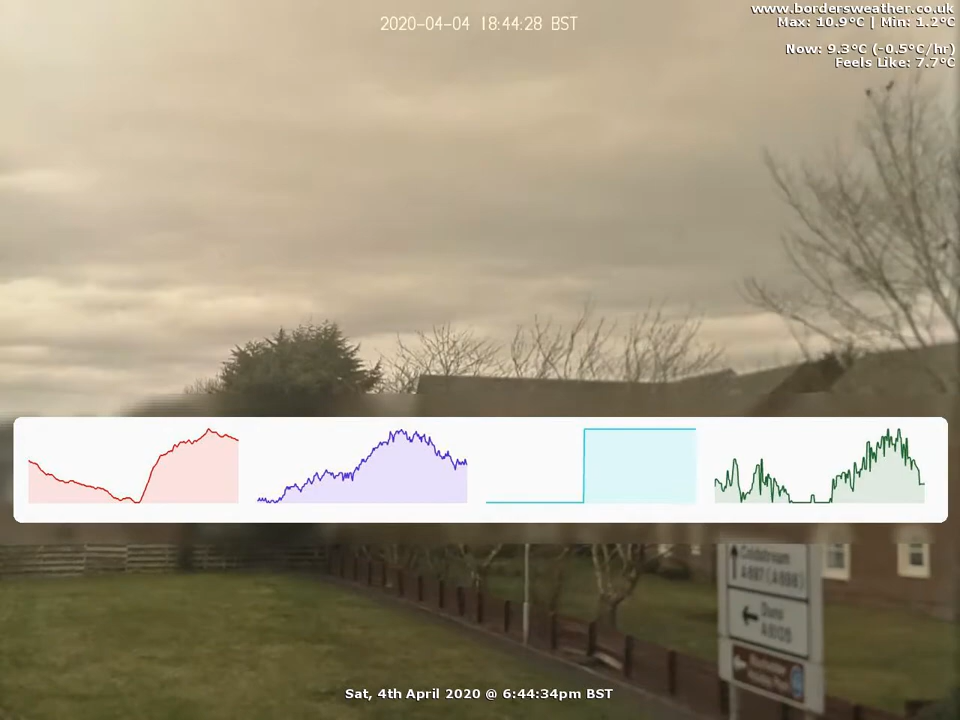 2020-04-04 18:44:28 BST
www.bordersweather.co.uk
Max: 10.9°C | Min: 1.2°C
Now: 9.3°C (-0.5°C/hr)
Feels Like: 7.7°C
Coldstream
A697 (A698)
Duns
A6105
Sat, 4th April 2020 @ 6:44:34pm BST